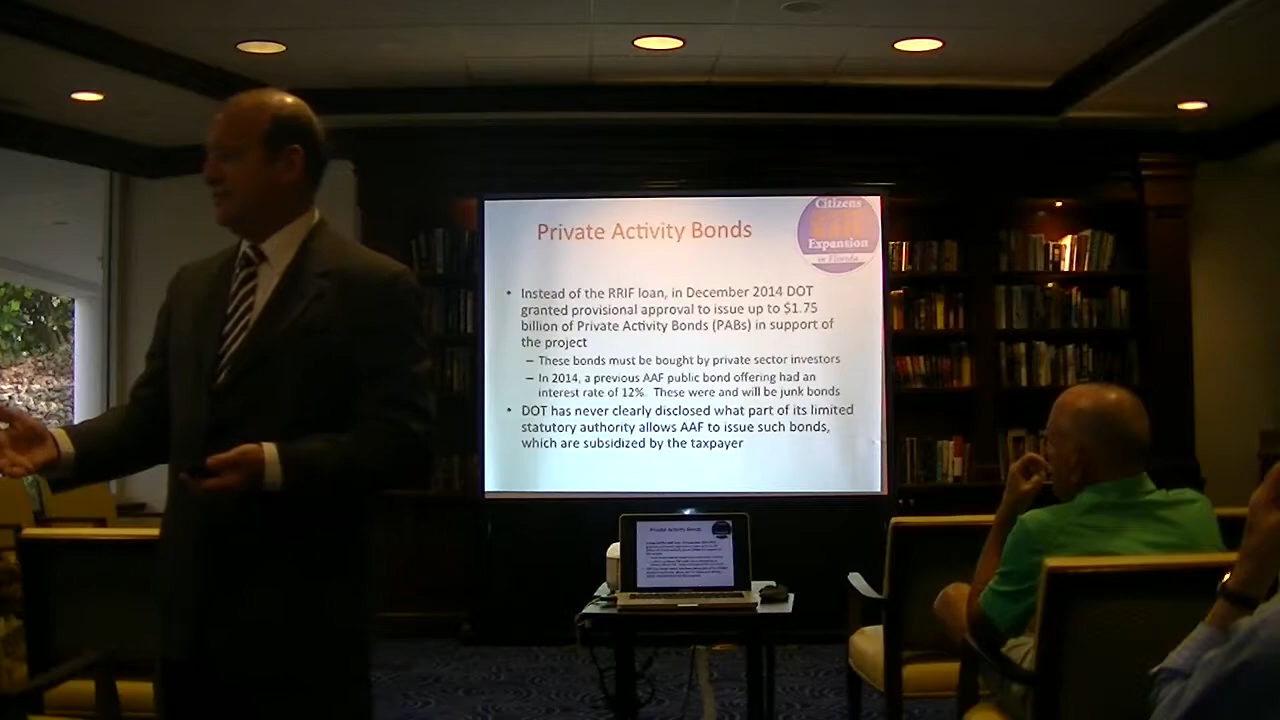 Private Activity Bonds
Citizens
Expansion
in Florida
• Instead of the RRIF loan, in December 2014 DOT
granted provisional approval to issue up to $1.75
billion of Private Activity Bonds (PABs) in support of
the project
– These bonds must be bought by private sector investors
– In 2014, a previous AAF public bond offering had an
interest rate of 12%. These were and will be junk bonds
• DOT has never clearly disclosed what part of its limited
statutory authority allows AAF to issue such bonds,
which are subsidized by the taxpayer
Private Activity Bonds